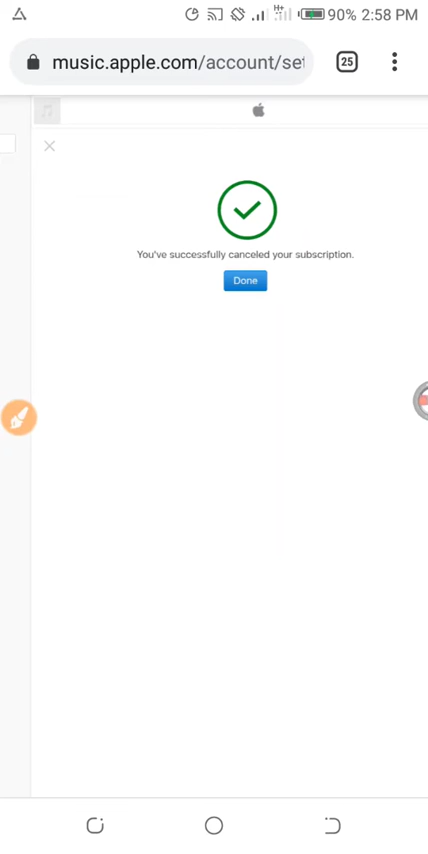 H+ 90% 2:58 PM
music.apple.com/account/set
25
You've successfully canceled your subscription.
Done